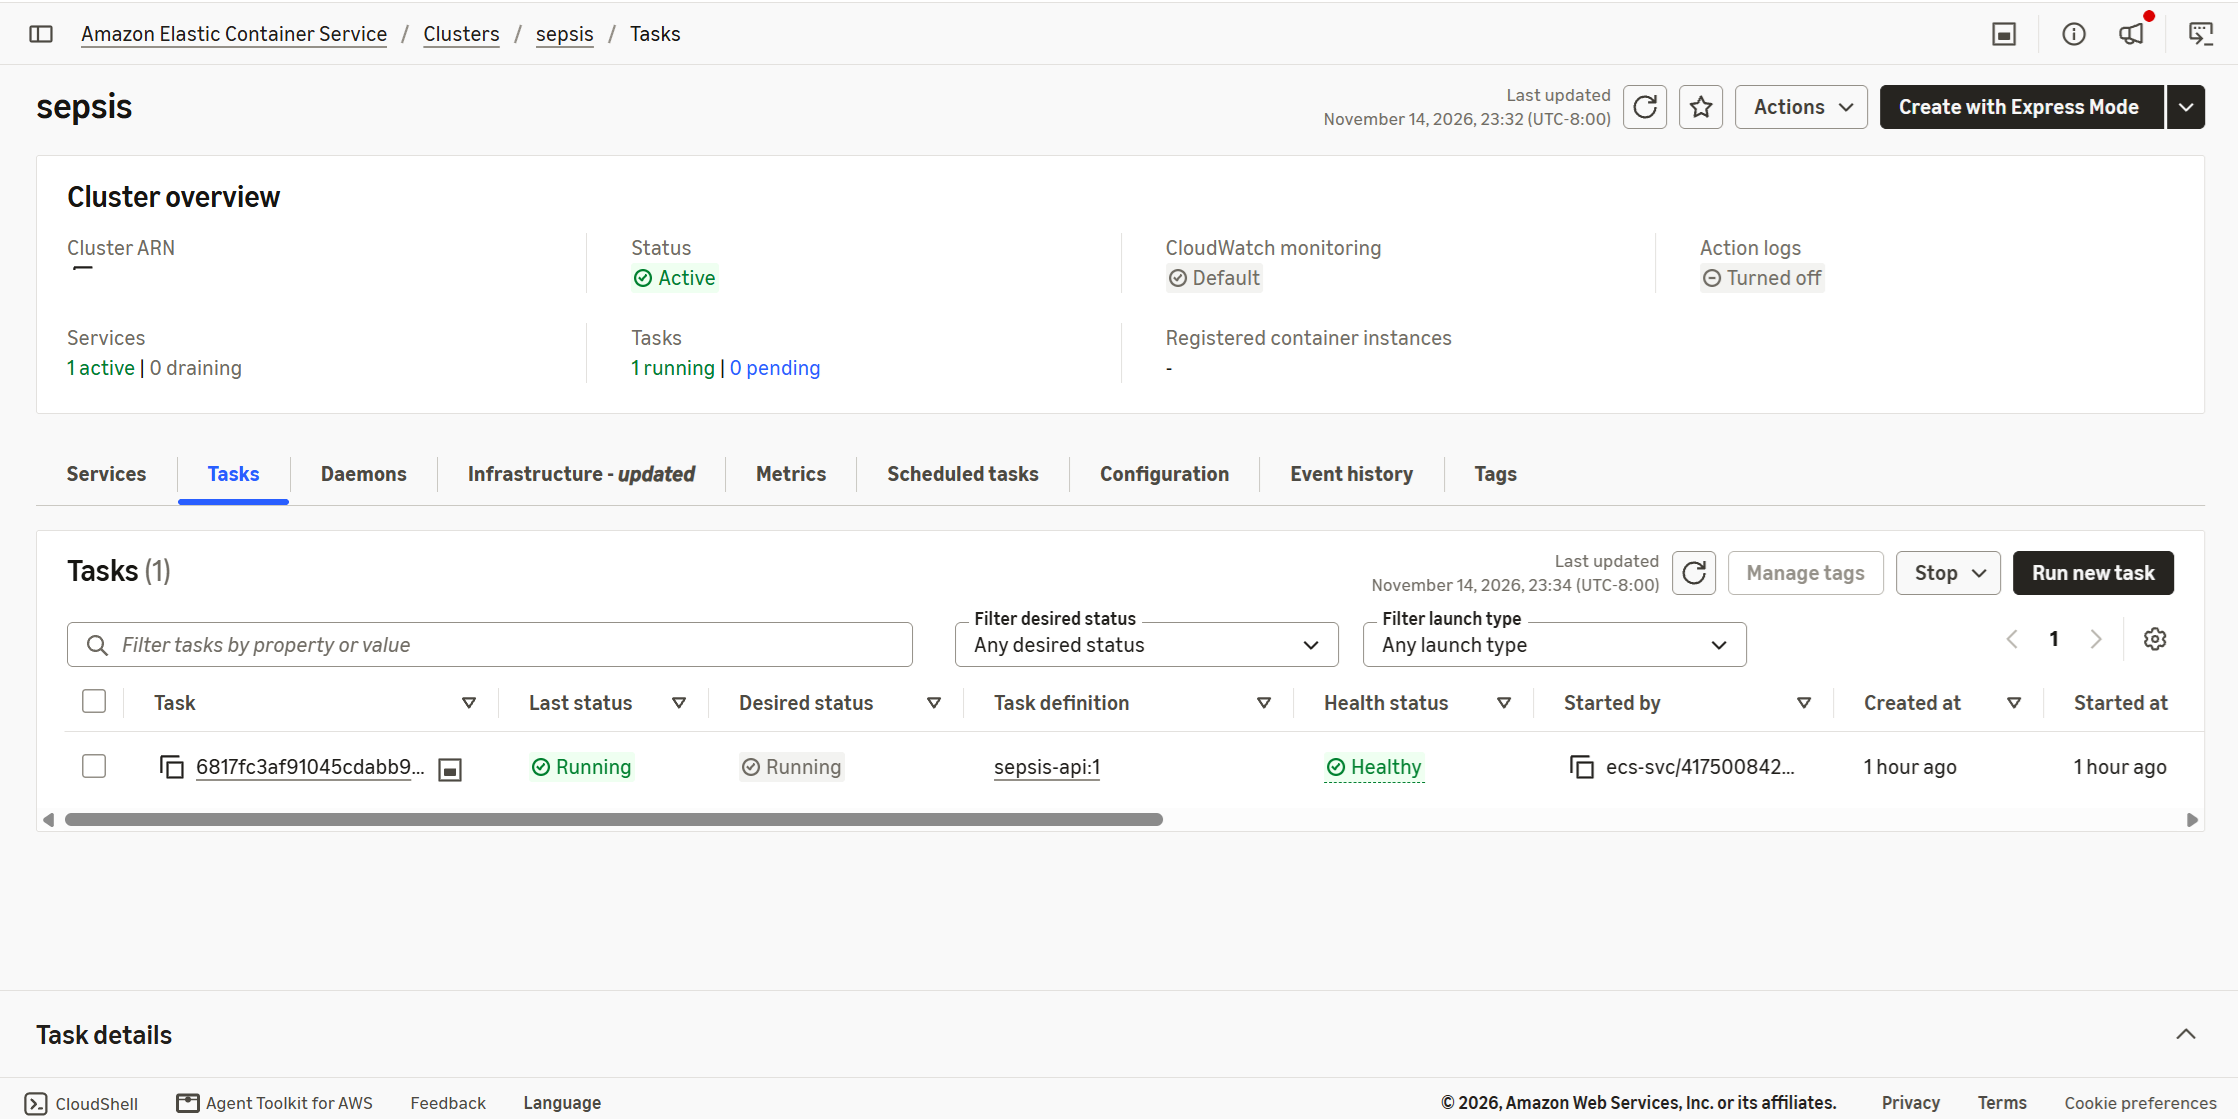 Amazon Elastic Container Service / Clusters / sepsis / Tasks
sepsis
Last updated
November 14, 2026, 23:32 (UTC-8:00)
Actions
Create with Express Mode
Cluster overview
Cluster ARN
Status
Active
CloudWatch monitoring
Default
Action logs
Turned off
Services
1 active | 0 draining
Tasks
1 running | 0 pending
Registered container instances
-
Services Tasks Daemons Infrastructure - updated Metrics Scheduled tasks Configuration Event history Tags
Tasks (1)
Last updated
November 14, 2026, 23:34 (UTC-8:00)
Manage tags
Stop
Run new task
Filter tasks by property or value
Filter desired status
Any desired status
Filter launch type
Any launch type
1
Task Last status Desired status Task definition Health status Started by Created at Started at
6817fc3af91045cdabb9... Running Running sepsis-api:1 Healthy ecs-svc/417500842... 1 hour ago 1 hour ago
Task details
CloudShell Agent Toolkit for AWS Feedback Language © 2026, Amazon Web Services, Inc. or its affiliates. Privacy Terms Cookie preferences